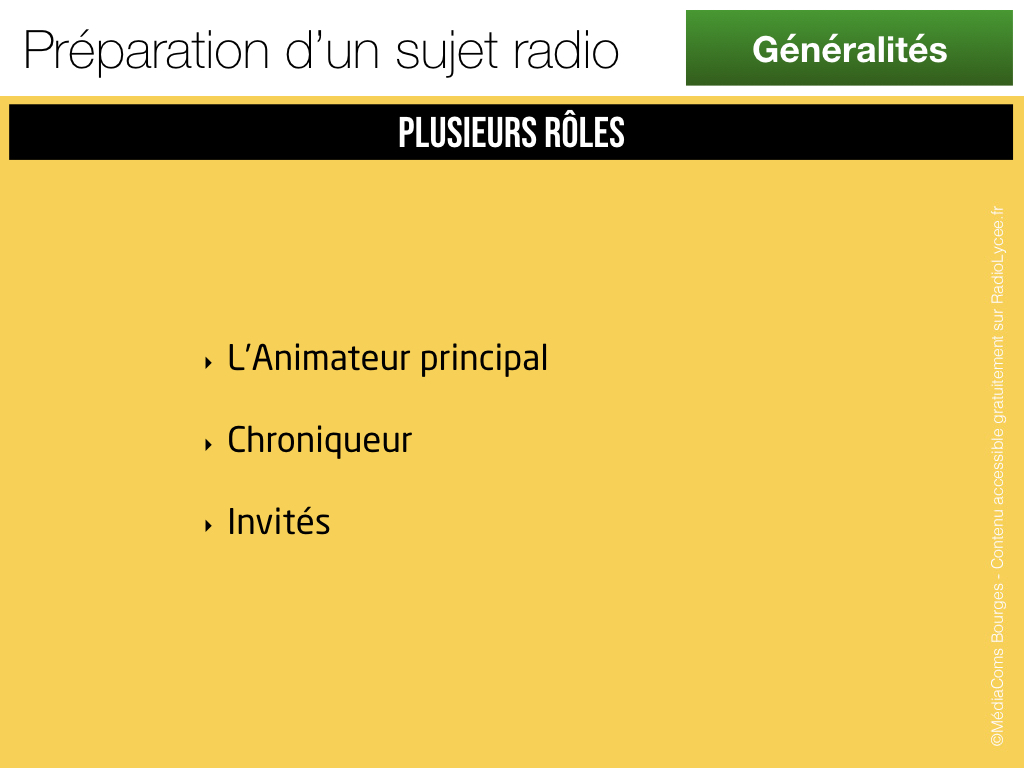 Préparation d’un sujet radio
Généralités
PLUSIEURS RÔLES
‣ L’Animateur principal
‣ Chroniqueur
‣ Invités
©MédiaComs Bourges - Contenu accessible gratuitement sur RadioLycee.fr